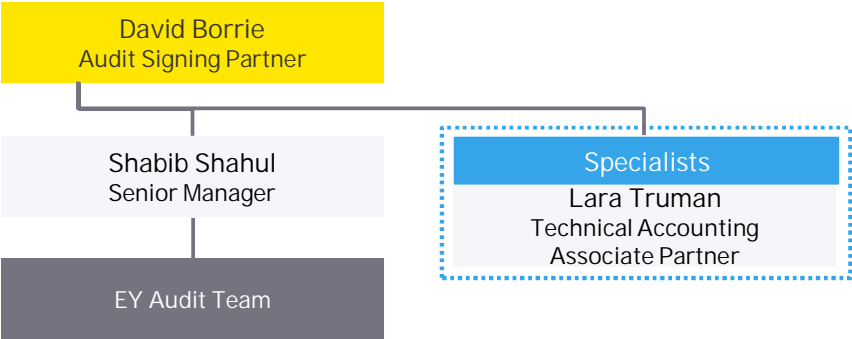 David Borrie
Audit Signing Partner
Shabib Shahul
Senior Manager
Specialists
Lara Truman
Technical Accounting
Associate Partner
EY Audit Team